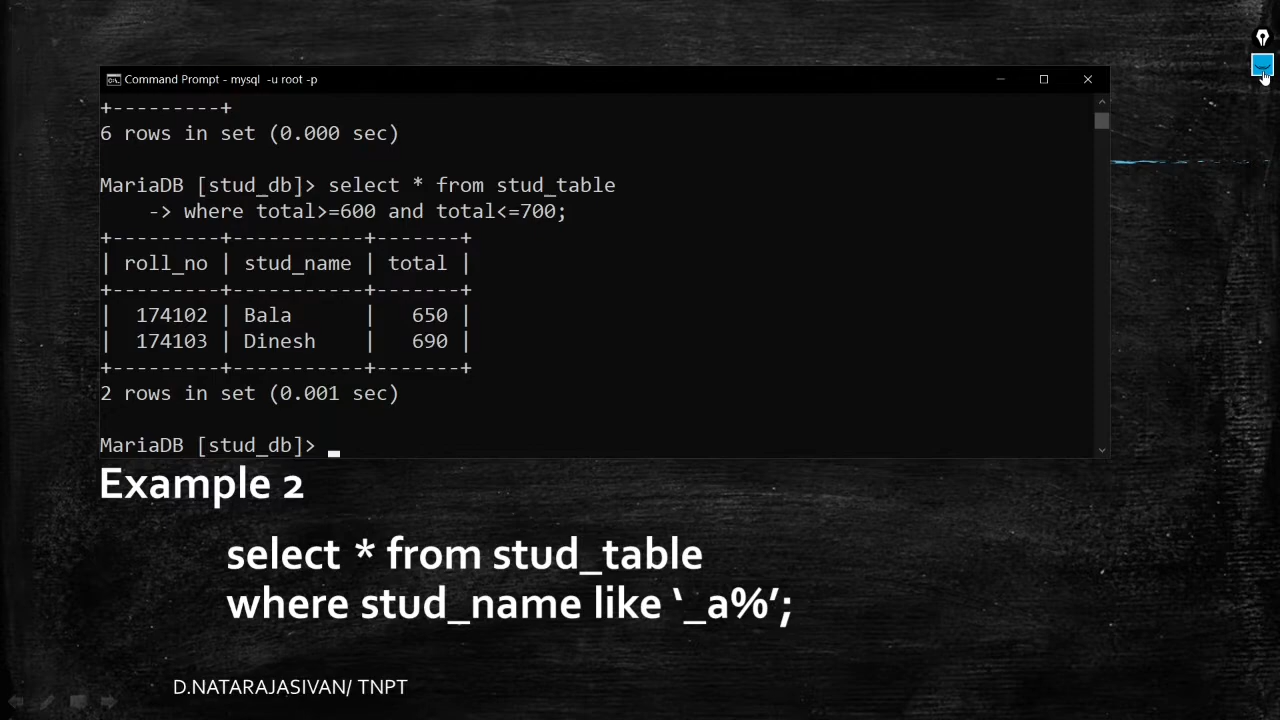 Command Prompt - mysql -u root -p
+---------+
6 rows in set (0.000 sec)
MariaDB [stud_db]> select * from stud_table
    -> where total>=600 and total<=700;
+---------+-----------+-------+
| roll_no | stud_name | total |
+---------+-----------+-------+
|  174102 | Bala      |   650 |
|  174103 | Dinesh    |   690 |
+---------+-----------+-------+
2 rows in set (0.001 sec)
MariaDB [stud_db]>
Example 2
select * from stud_table
where stud_name like ‘_a%’;
D.NATARAJASIVAN/ TNPT